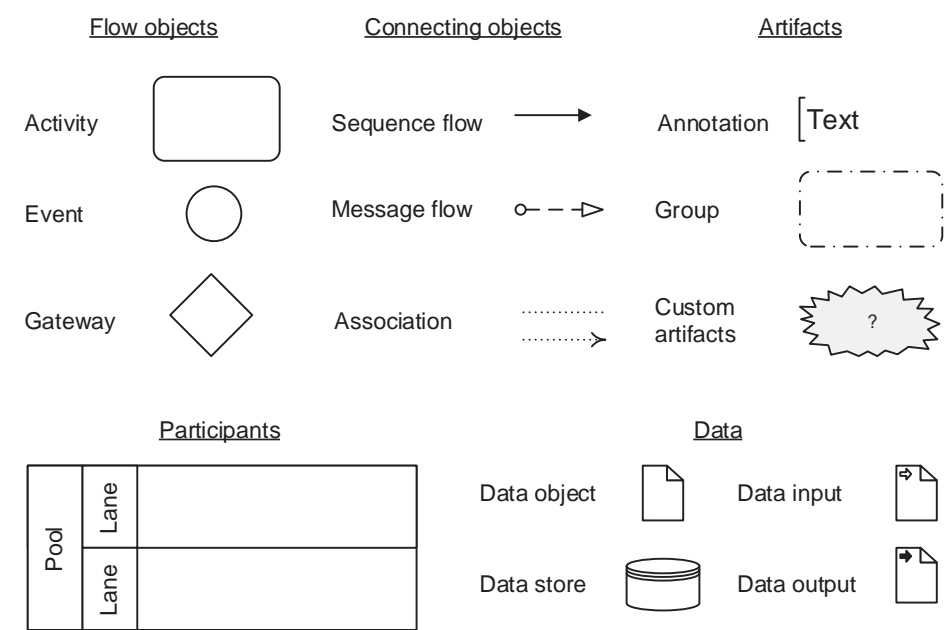 Flow objects
Connecting objects
Artifacts
Activity
Sequence flow
Annotation
Text
Event
Message flow
Group
Gateway
Association
Custom
artifacts
?
Participants
Data
Pool
Lane
Lane
Data object
Data input
Data store
Data output